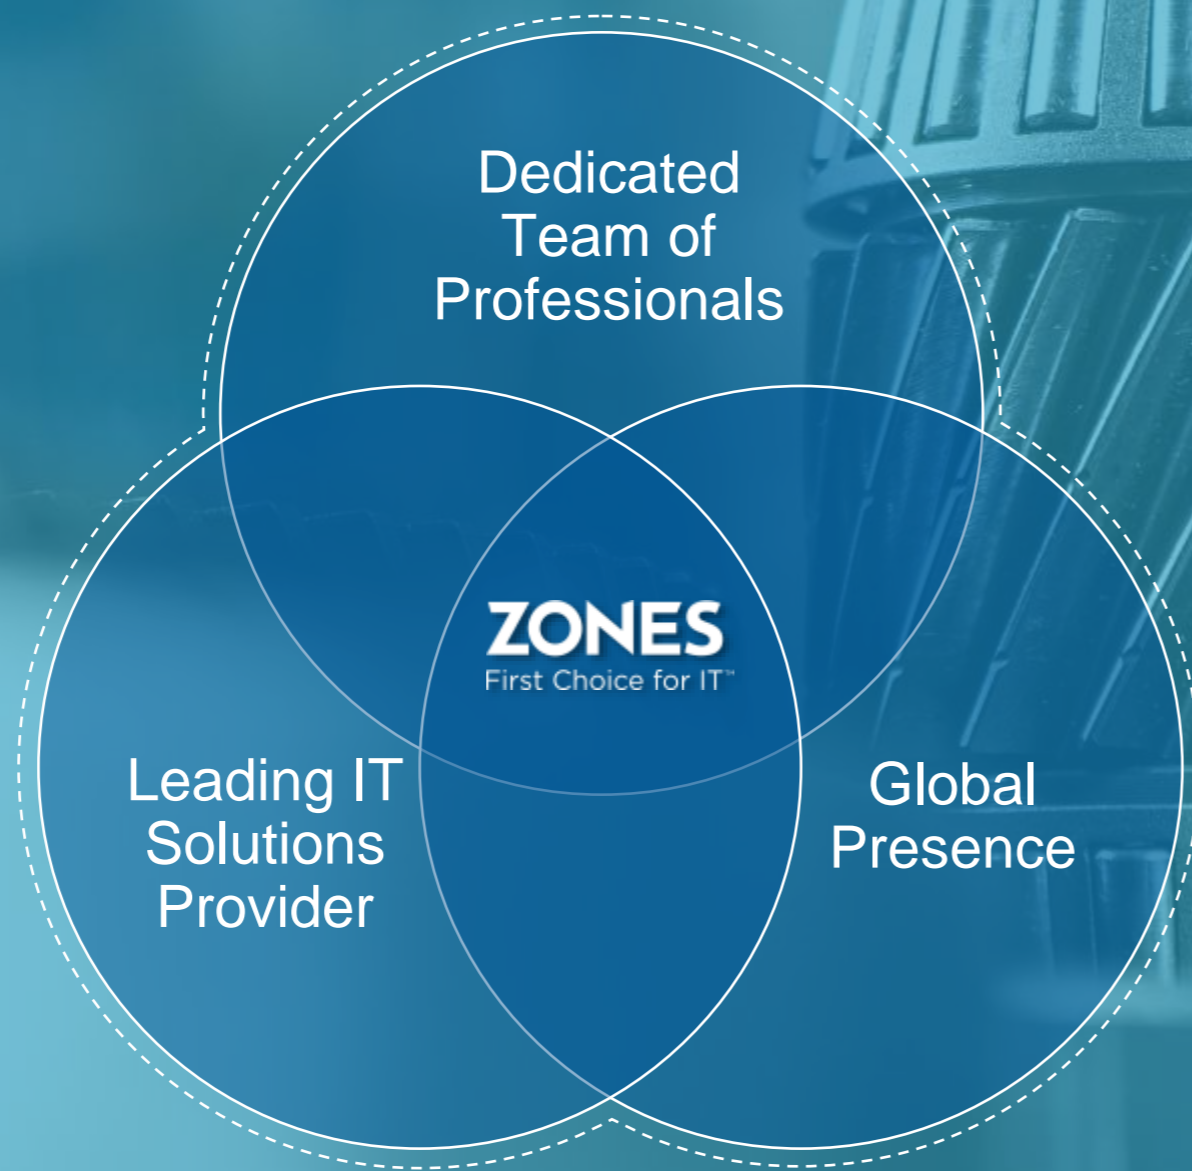 Dedicated
Team of
Professionals
ZONES
First Choice for IT™
Leading IT
Solutions
Provider
Global
Presence